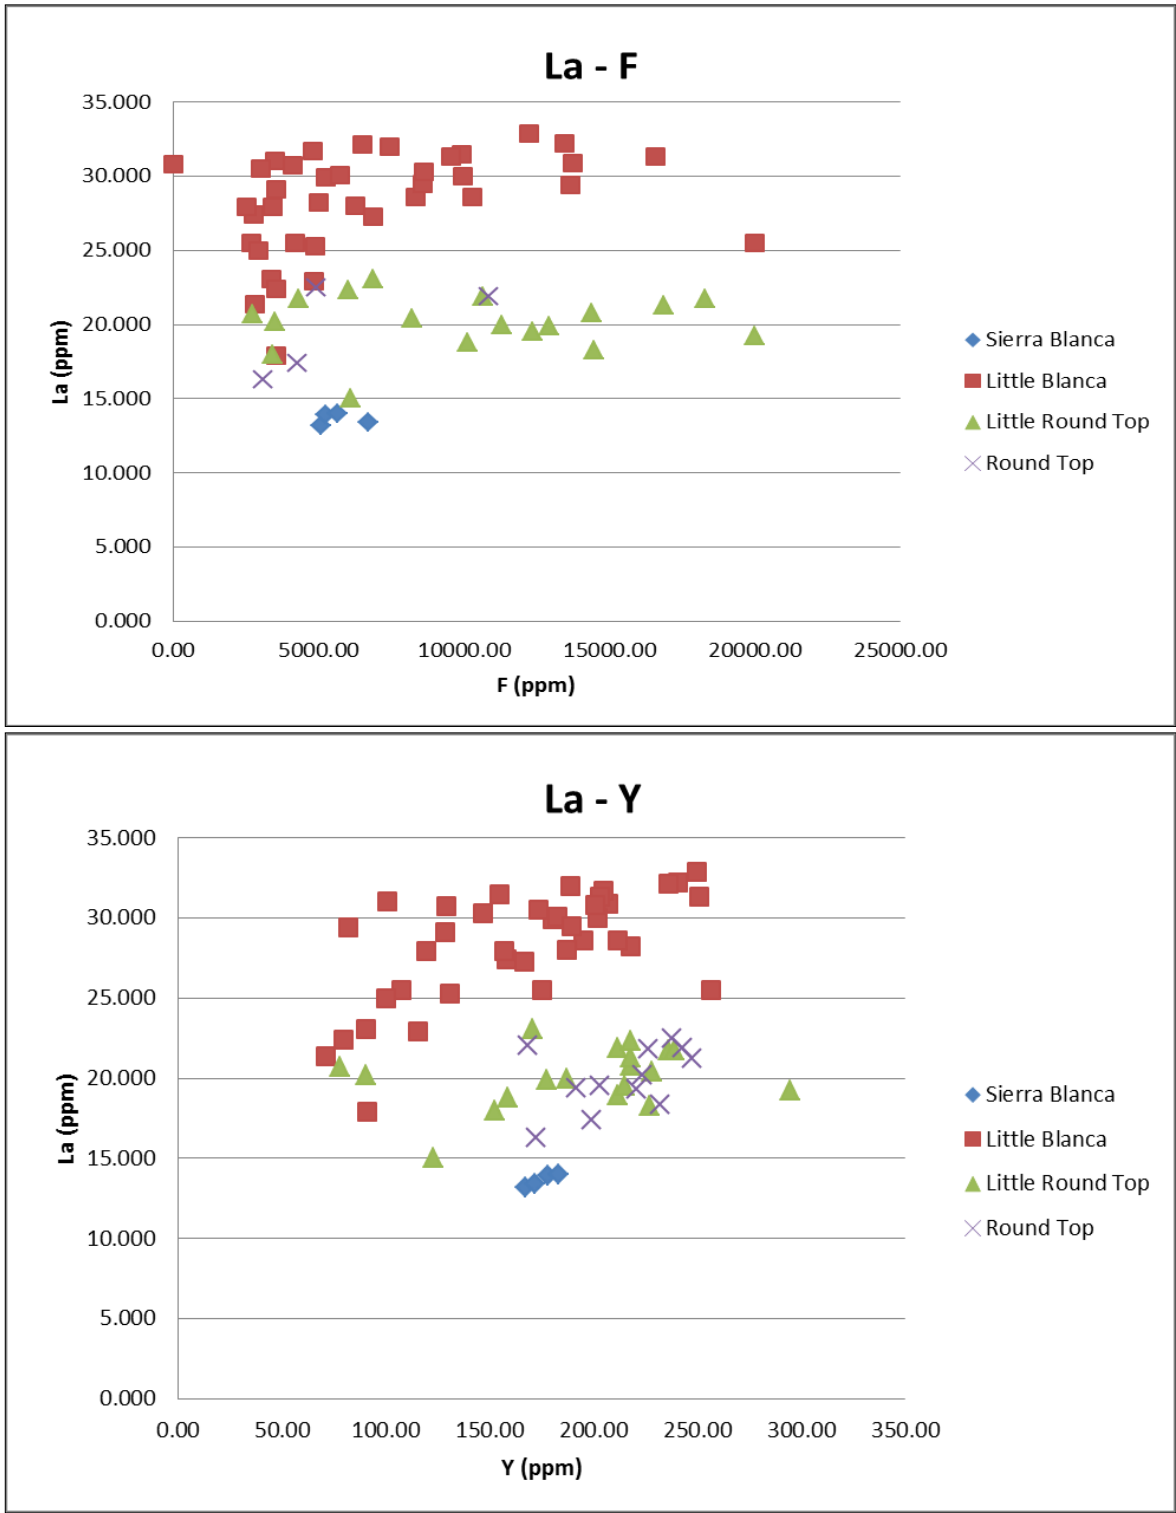 La - F
35.000
30.000
25.000
20.000
15.000
10.000
5.000
0.000
La (ppm)
0.00 5000.00 10000.00 15000.00 20000.00 25000.00
F (ppm)
Sierra Blanca
Little Blanca
Little Round Top
Round Top
La - Y
35.000
30.000
25.000
20.000
15.000
10.000
5.000
0.000
La (ppm)
0.00 50.00 100.00 150.00 200.00 250.00 300.00 350.00
Y (ppm)
Sierra Blanca
Little Blanca
Little Round Top
Round Top